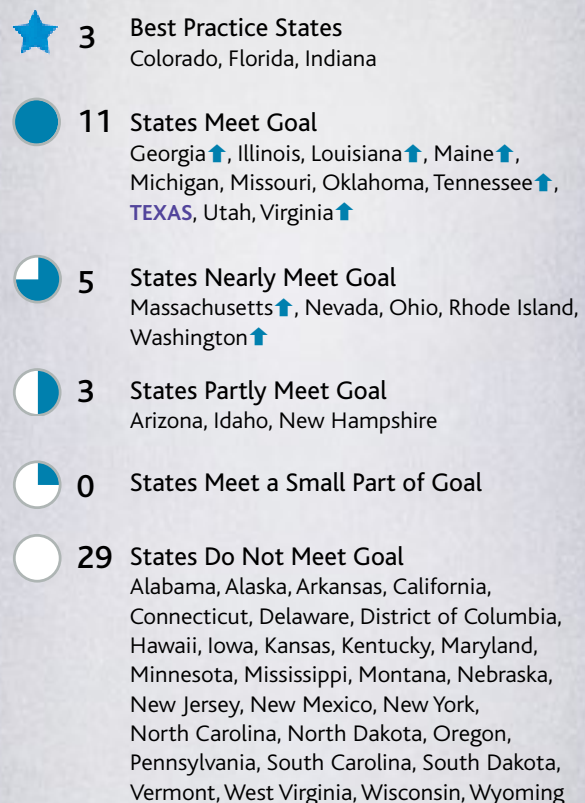 3 Best Practice States
Colorado, Florida, Indiana
11 States Meet Goal
Georgia⬆, Illinois, Louisiana⬆, Maine⬆,
Michigan, Missouri, Oklahoma, Tennessee⬆,
TEXAS, Utah, Virginia⬆
5 States Nearly Meet Goal
Massachusetts⬆, Nevada, Ohio, Rhode Island,
Washington⬆
3 States Partly Meet Goal
Arizona, Idaho, New Hampshire
0 States Meet a Small Part of Goal
29 States Do Not Meet Goal
Alabama, Alaska, Arkansas, California,
Connecticut, Delaware, District of Columbia,
Hawaii, Iowa, Kansas, Kentucky, Maryland,
Minnesota, Mississippi, Montana, Nebraska,
New Jersey, New Mexico, New York,
North Carolina, North Dakota, Oregon,
Pennsylvania, South Carolina, South Dakota,
Vermont, West Virginia, Wisconsin, Wyoming